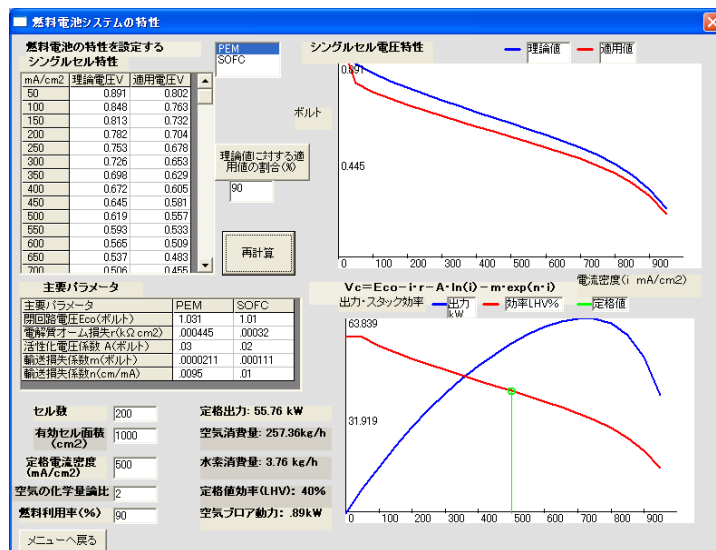 燃料電池システムの特性
燃料電池の特性を設定する
シングルセル特性
PEM
SOFC
mA/cm2 理論電圧V 適用電圧V
50 0.891 0.802
100 0.848 0.763
150 0.813 0.732
200 0.782 0.704
250 0.753 0.678
300 0.726 0.653
350 0.698 0.629
400 0.672 0.605
450 0.645 0.581
500 0.619 0.557
550 0.593 0.533
600 0.565 0.509
650 0.537 0.483
700 0.506 0.455
理論値に対する適
用値の割合(%)
90
再計算
シングルセル電圧特性
理論値 適用値
ボルト
0.891
0.445
0 100 200 300 400 500 600 700 800 900
電流密度(i mA/cm2)
主要パラメータ
主要パラメータ PEM SOFC
閉回路電圧Eco(ボルト) 1.031 1.01
電解質オーム損失r(kΩcm2) .000445 .00032
活性化電圧係数 A(ボルト) .03 .02
輸送損失係数m(ボルト) .0000211 .000111
輸送損失係数n(cm/mA) .0095 .01
Vc=Eco-i・r-A・ln(i)-m・exp(n・i)
出力・スタック効率
出力
kW
効率LHV% 定格値
63.839
31.919
0 100 200 300 400 500 600 700 800 900
セル数 200
有効セル面積
(cm2)
1000
定格電流密度
(mA/cm2)
500
空気の化学量論比 2
燃料利用率(%) 90
定格出力: 55.76 kW
空気消費量: 257.36kg/h
水素消費量: 3.76 kg/h
定格値効率(LHV): 40%
空気ブロア動力: .89kW
メニューへ戻る